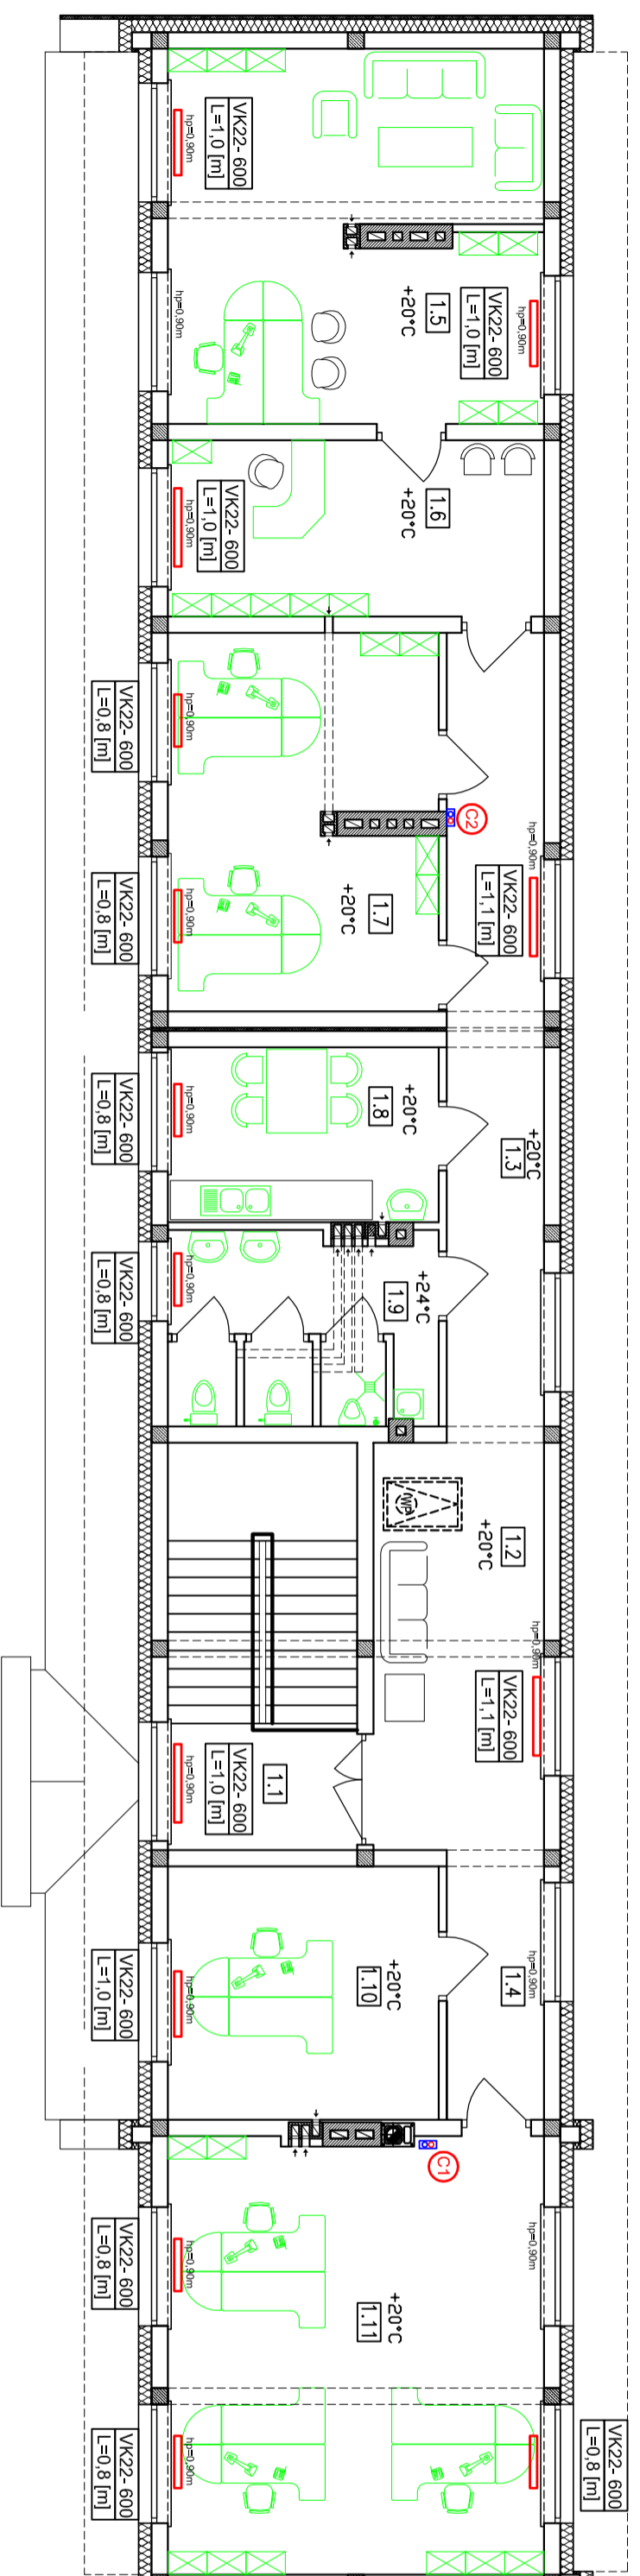 VK22- 600
L=1,0 [m]
hp=0,90m
VK22- 600
L=1,0 [m]
hp=0,90m
hp=0,90m
1.5
+20°C
VK22- 600
L=1,0 [m]
hp=0,90m
1.6
+20°C
VK22- 600
L=0,8 [m]
hp=0,90m
C2
hp=0,90m
VK22- 600
L=1,1 [m]
1.7
+20°C
VK22- 600
L=0,8 [m]
hp=0,90m
VK22- 600
L=0,8 [m]
hp=0,90m
+20°C
1.8
+20°C
1.3
VK22- 600
L=0,8 [m]
hp=0,90m
+24°C
1.9
WP
1.2
+20°C
hp=0,90m
VK22- 600
L=1,1 [m]
1.1
VK22- 600
L=1,0 [m]
hp=0,90m
VK22- 600
L=1,0 [m]
hp=0,90m
+20°C
1.10
hp=0,90m
1.4
C1
VK22- 600
L=0,8 [m]
hp=0,90m
hp=0,90m
+20°C
1.11
VK22- 600
L=0,8 [m]
hp=0,90m
VK22- 600
L=0,8 [m]